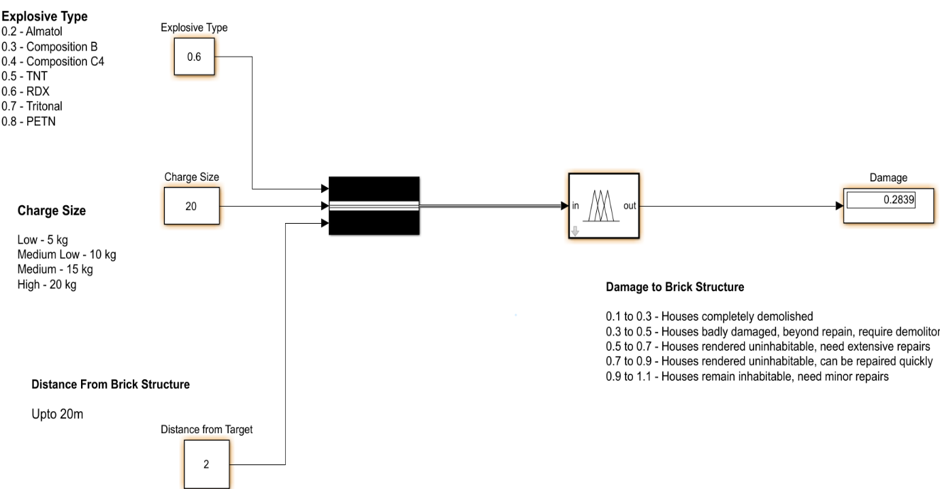 Explosive Type
0.2 - Almatol
0.3 - Composition B
0.4 - Composition C4
0.5 - TNT
0.6 - RDX
0.7 - Tritonal
0.8 - PETN
Explosive Type
0.6
Charge Size
20
Charge Size
Low - 5 kg
Medium Low - 10 kg
Medium - 15 kg
High - 20 kg
in
out
Damage
0.2839
Damage to Brick Structure
0.1 to 0.3 - Houses completely demolished
0.3 to 0.5 - Houses badly damaged, beyond repain, require demolitor
0.5 to 0.7 - Houses rendered uninhabitable, need extensive repairs
0.7 to 0.9 - Houses rendered uninhabitable, can be repaired quickly
0.9 to 1.1 - Houses remain inhabitable, need minor repairs
Distance From Brick Structure
Upto 20m
Distance from Target
2